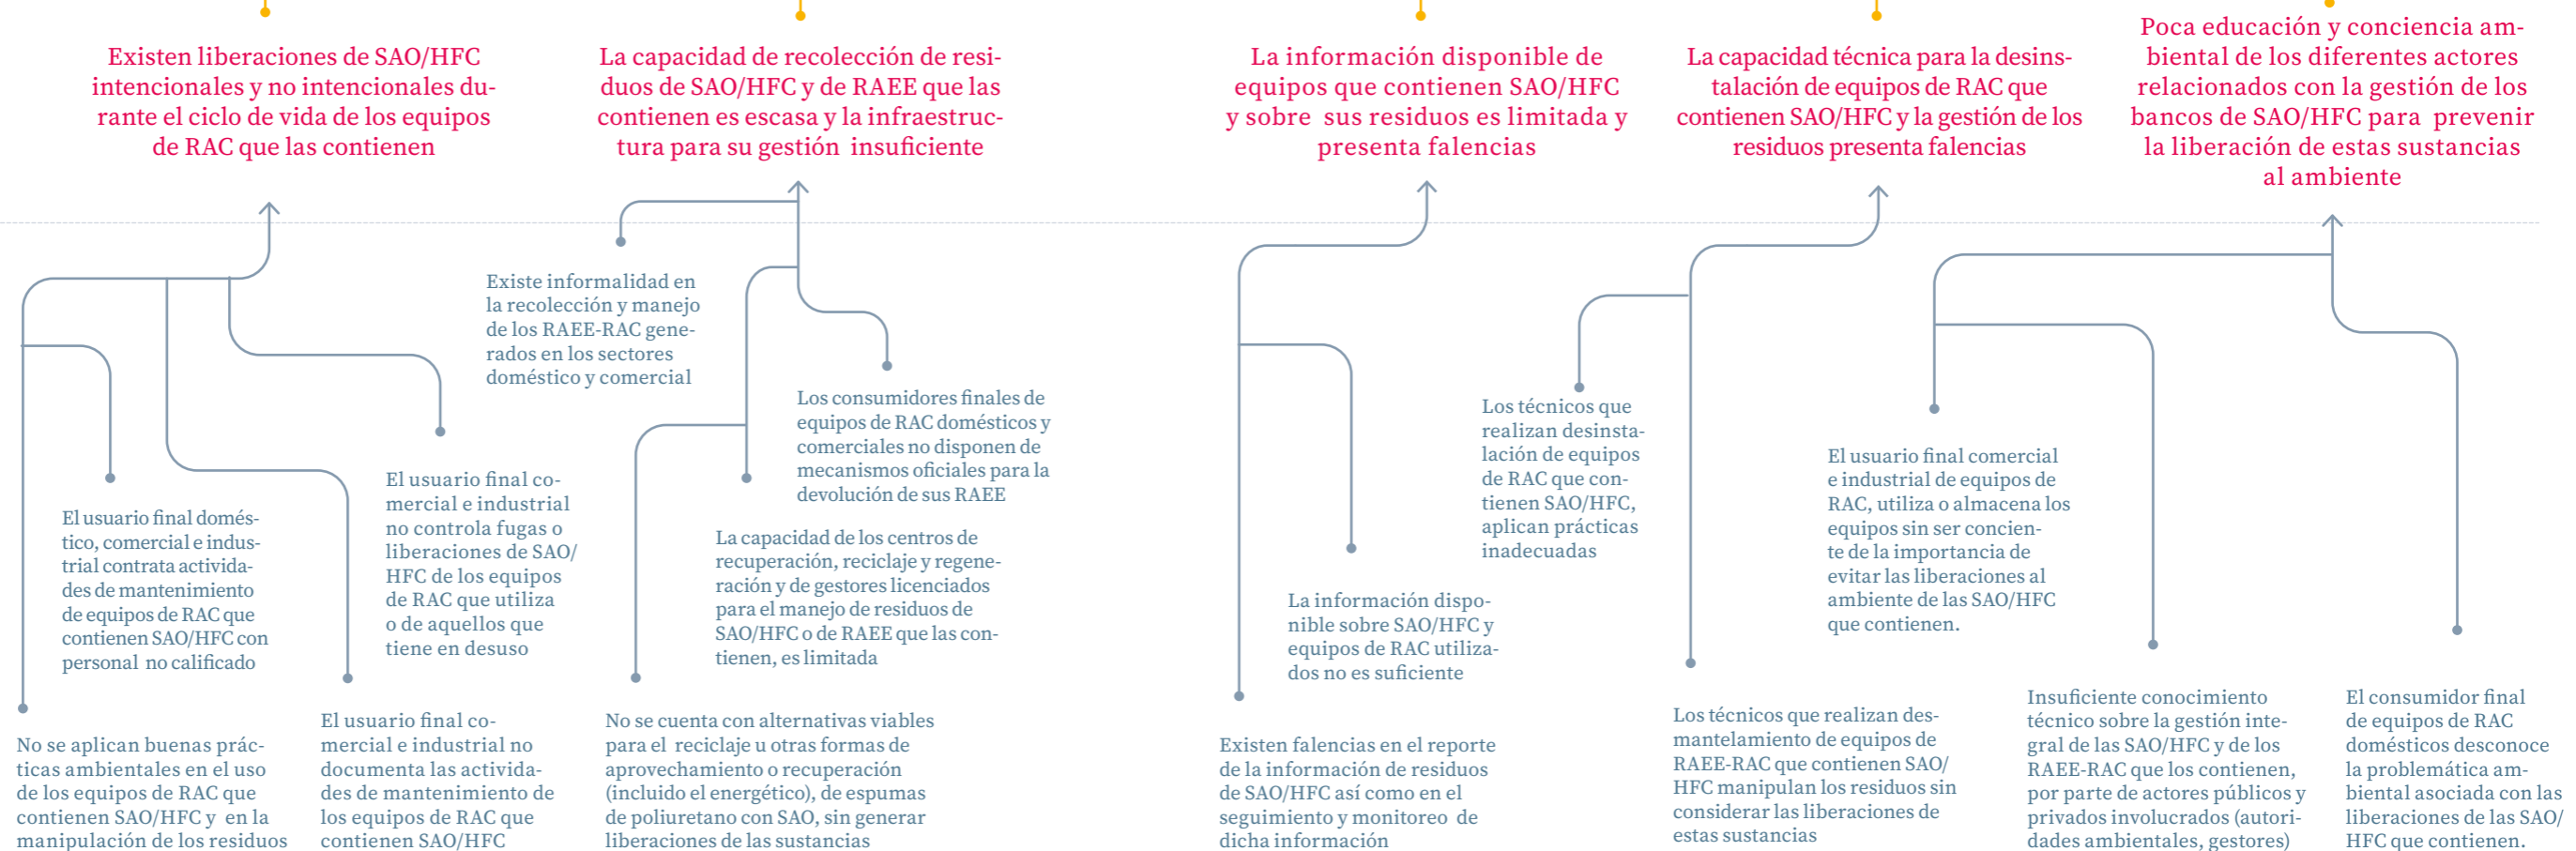 Existen liberaciones de SAO/HFC
intencionales y no intencionales du-
rante el ciclo de vida de los equipos
de RAC que las contienen
La capacidad de recolección de resi-
duos de SAO/HFC y de RAEE que las
contienen es escasa y la infraestruc-
tura para su gestión insuficiente
La información disponible de
equipos que contienen SAO/HFC
y sobre sus residuos es limitada y
presenta falencias
La capacidad técnica para la desins-
talación de equipos de RAC que
contienen SAO/HFC y la gestión de los
residuos presenta falencias
Poca educación y conciencia am-
biental de los diferentes actores
relacionados con la gestión de los
bancos de SAO/HFC para prevenir
la liberación de estas sustancias
al ambiente
El usuario final domés-
tico, comercial e indus-
trial contrata activida-
des de mantenimiento
de equipos de RAC que
contienen SAO/HFC con
personal no calificado
No se aplican buenas prác-
ticas ambientales en el uso
de los equipos de RAC que
contienen SAO/HFC y en la
manipulación de los residuos
El usuario final co-
mercial e industrial
no controla fugas o
liberaciones de SAO/
HFC de los equipos
de RAC que utiliza
o de aquellos que
tiene en desuso
El usuario final co-
mercial e industrial no
documenta las activida-
des de mantenimiento de
los equipos de RAC que
contienen SAO/HFC
Existe informalidad en
la recolección y manejo
de los RAEE-RAC gene-
rados en los sectores
doméstico y comercial
Los consumidores finales de
equipos de RAC domésticos y
comerciales no disponen de
mecanismos oficiales para la
devolución de sus RAEE
La capacidad de los centros de
recuperación, reciclaje y regene-
ración y de gestores licenciados
para el manejo de residuos de
SAO/HFC o de RAEE que las con-
tienen, es limitada
No se cuenta con alternativas viables
para el reciclaje u otras formas de
aprovechamiento o recuperación
(incluido el energético), de espumas
de poliuretano con SAO, sin generar
liberaciones de las sustancias
La información dispo-
nible sobre SAO/HFC y
equipos de RAC utiliza-
dos no es suficiente
Existen falencias en el reporte
de la información de residuos
de SAO/HFC así como en el
seguimiento y monitoreo de
dicha información
Los técnicos que
realizan desinsta-
lación de equipos
de RAC que con-
tienen SAO/HFC,
aplican prácticas
inadecuadas
Los técnicos que realizan des-
mantelamiento de equipos de
RAEE-RAC que contienen SAO/
HFC manipulan los residuos sin
considerar las liberaciones de
estas sustancias
El usuario final comercial
e industrial de equipos de
RAC, utiliza o almacena los
equipos sin ser concien-
te de la importancia de
evitar las liberaciones al
ambiente de las SAO/HFC
que contienen.
Insuficiente conocimiento
técnico sobre la gestión inte-
gral de las SAO/HFC y de los
RAEE-RAC que los contienen,
por parte de actores públicos y
privados involucrados (autori-
dades ambientales, gestores)
El consumidor final
de equipos de RAC
domésticos desconoce
la problemática am-
biental asociada con las
liberaciones de las SAO/
HFC que contienen.